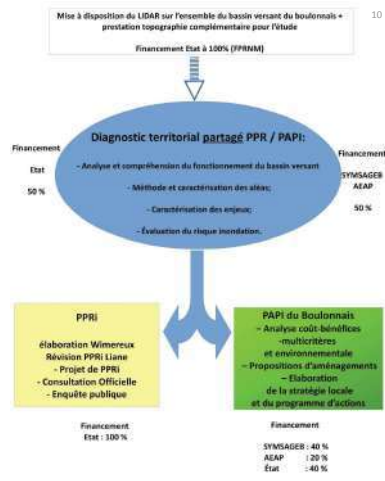 10
Mise à disposition du LIDAR sur l'ensemble du bassin versant du boulonnais +
prestation topographie complémentaire pour l'étude
Financement Etat à 100% (FPRNM)
Diagnostic territorial partagé PPR / PAPI:
- Analyse et compréhension du fonctionnement du bassin versant
- Méthode et caractérisation des aléas;
- Caractérisation des enjeux;
- Évaluation du risque inondation.
Financement
Etat
50 %
Financement
SYMSAGEB
AEAP
50 %
PPRi
élaboration Wimereux
Révision PPRi Liane
- Projet de PPRi
- Consultation Officielle
- Enquête publique
Financement
Etat : 100 %
PAPI du Boulonnais
– Analyse coût-bénéfices
-multicritères
et environnementale
– Propositions d'aménagements
– Elaboration
de la stratégie locale
et du programme d'actions
Financement
SYMSAGEB : 40 %
AEAP : 20 %
État : 40 %